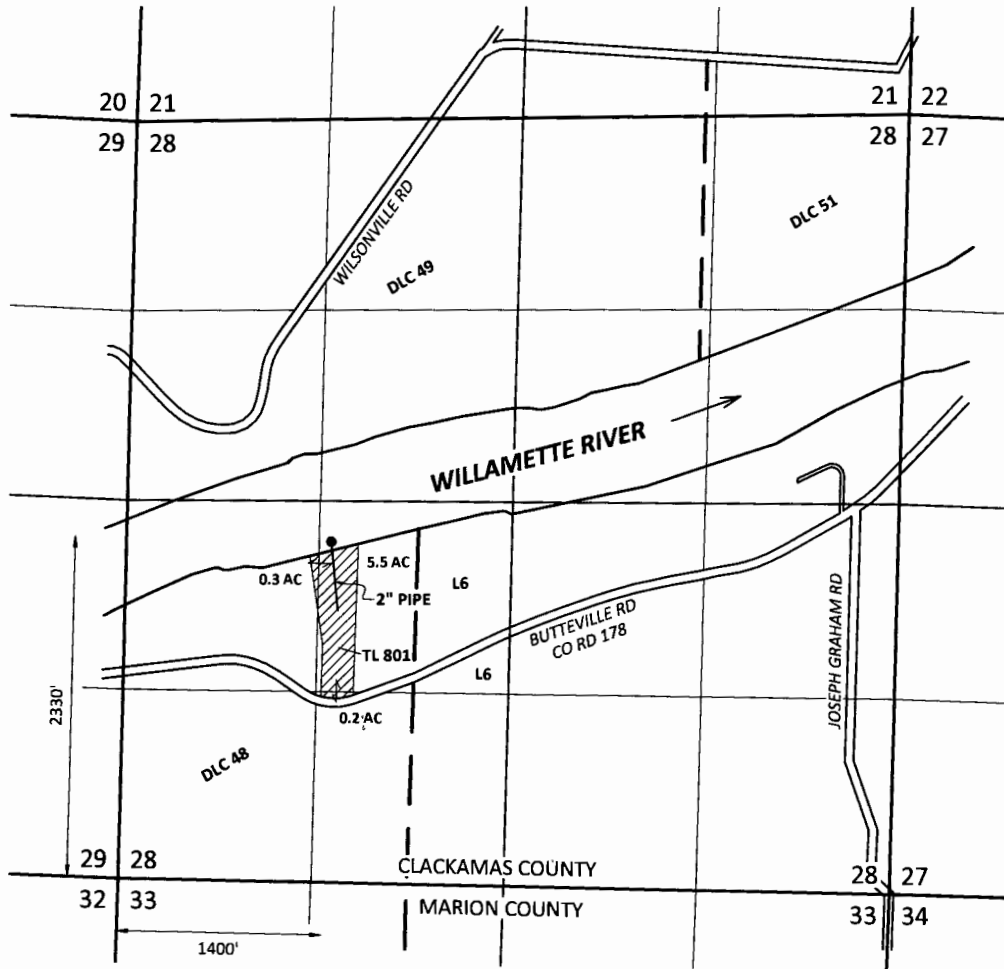 20 21
21 22
29 28
28 27
WILSONVILLE RD
DLC 51
DLC 49
WILLAMETTE RIVER
5.5 AC
0.3 AC
L6
2" PIPE
BUTTEVILLE RD
CO RD 178
TL 801
L6
JOSEPH GRAHAM RD
0.2 AC
2330'
DLC 48
29 28
CLACKAMAS COUNTY
28 27
32 33
MARION COUNTY
33 34
1400'